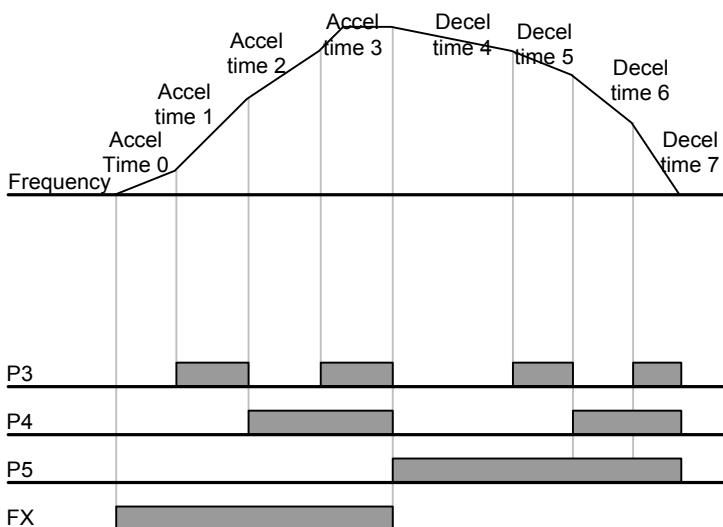 Accel
Time 0
Accel
time 1
Accel
time 2
Accel
time 3
Decel
time 4
Decel
time 5
Decel
time 6
Decel
time 7
Frequency
P3
P4
P5
FX